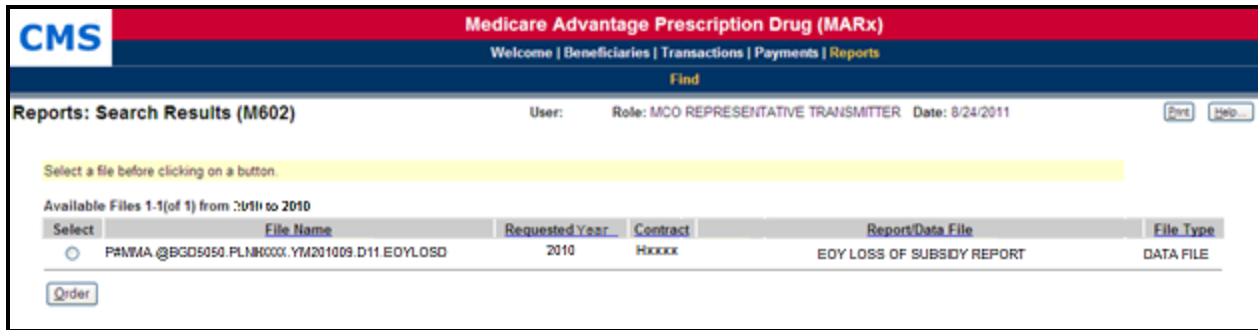 CMS
Medicare Advantage Prescription Drug (MARx)
Welcome | Beneficiaries | Transactions | Payments | Reports
Find
Reports: Search Results (M602) User: Role: MCO REPRESENTATIVE TRANSMITTER Date: 8/24/2011 Print Help...
Select a file before clicking on a button.
Available Files 1-1(of 1) from 2010 to 2010
Select File Name Requested Year Contract Report/Data File File Type
P#MMA.@BGD5050.PLNHXXXX.YM201009.D11.EOYLOSD 2010 Hxxxx EOY LOSS OF SUBSIDY REPORT DATA FILE
Order